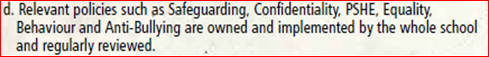 d. Relevant policies such as Safeguarding, Confidentiality, PSHE, Equality,
Behaviour and Anti-Bullying are owned and implemented by the whole school
and regularly reviewed.